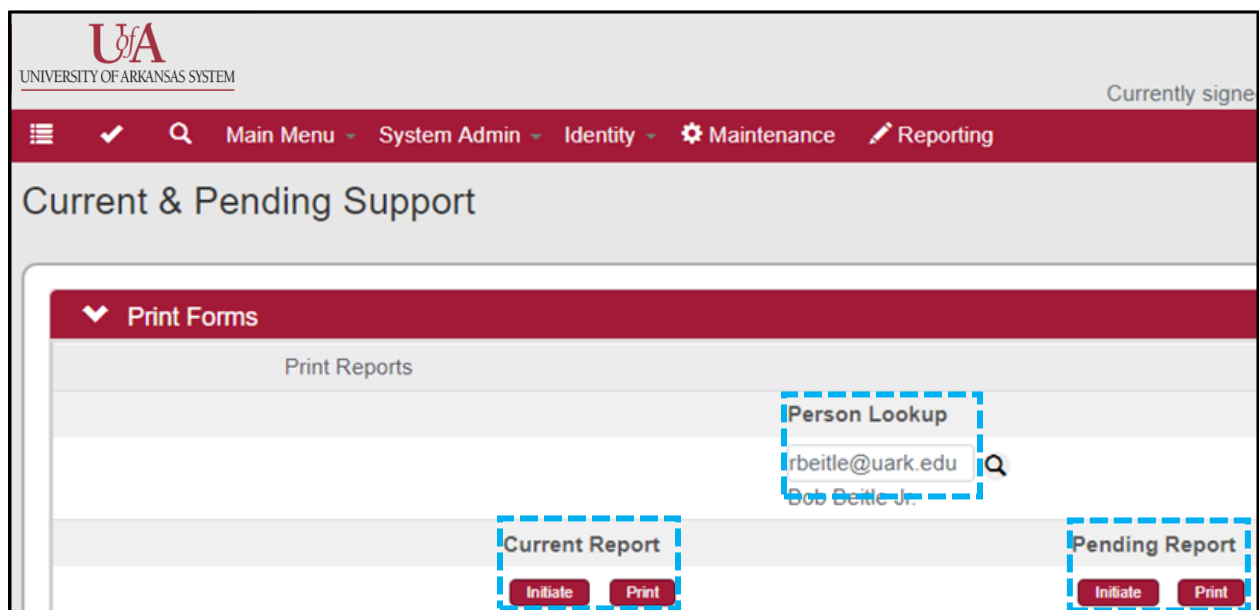 UofA
UNIVERSITY OF ARKANSAS SYSTEM
Currently signe
Main Menu System Admin Identity Maintenance Reporting
Current & Pending Support
Print Forms
Print Reports
Person Lookup
rbeitle@uark.edu
Bob Beitle Jr.
Current Report Pending Report
Initiate Print Initiate Print